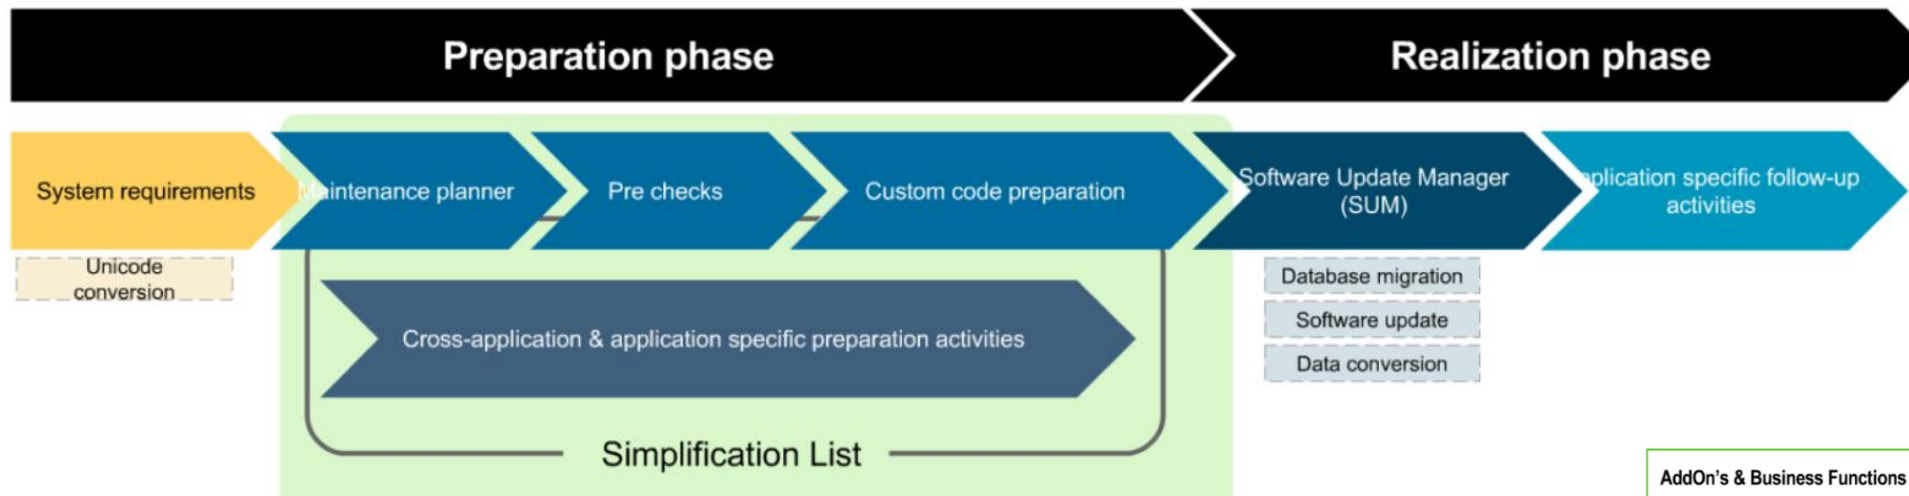 Preparation phase
Realization phase
System requirements
Maintenance planner
Pre checks
Custom code preparation
Software Update Manager
(SUM)
plication specific follow-up
activities
Unicode
conversion
Database migration
Software update
Data conversion
Cross-application & application specific preparation activities
Simplification List
AddOn's & Business Functions